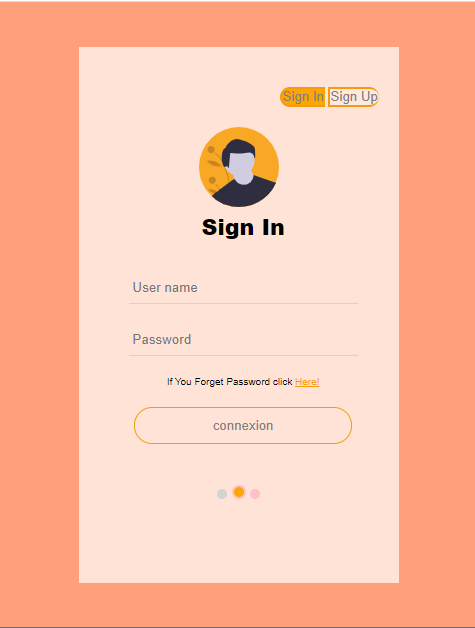 Sign In Sign Up
Sign In
User name
Password
If You Forget Password click Here!
connexion